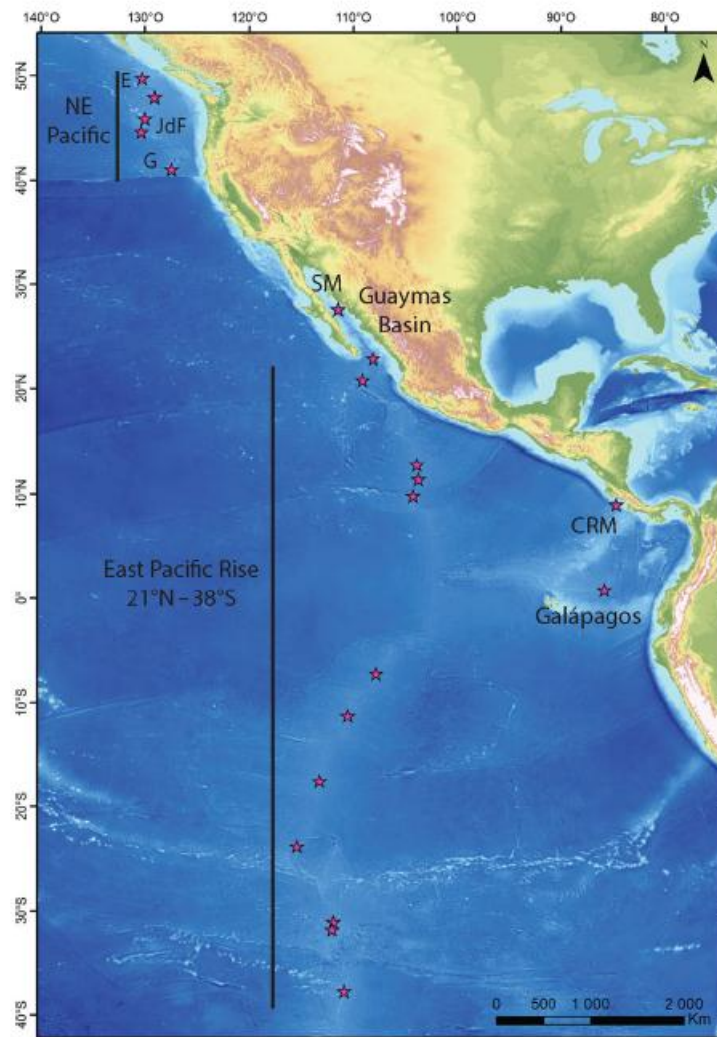 140°O 130°O 120°O 110°O 100°O 90°O 80°O
N
50°N
40°N
30°N
20°N
10°N
0°
10°S
20°S
30°S
40°S
E
NE
Pacific
JdF
G
SM
Guaymas
Basin
CRM
East Pacific Rise
21°N – 38°S
Galápagos
0 500 1 000 2 000
Km